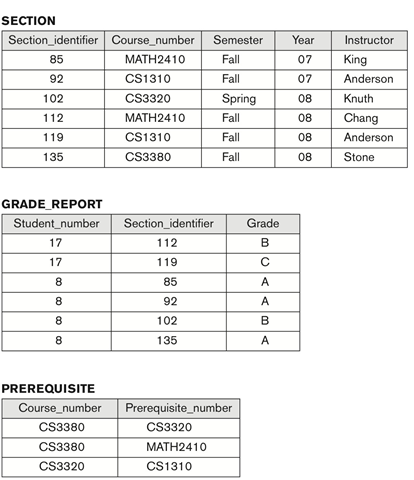 SECTION
Section_identifier Course_number Semester Year Instructor
85 MATH2410 Fall 07 King
92 CS1310 Fall 07 Anderson
102 CS3320 Spring 08 Knuth
112 MATH2410 Fall 08 Chang
119 CS1310 Fall 08 Anderson
135 CS3380 Fall 08 Stone
GRADE_REPORT
Student_number Section_identifier Grade
17 112 B
17 119 C
8 85 A
8 92 A
8 102 B
8 135 A
PREREQUISITE
Course_number Prerequisite_number
CS3380 CS3320
CS3380 MATH2410
CS3320 CS1310